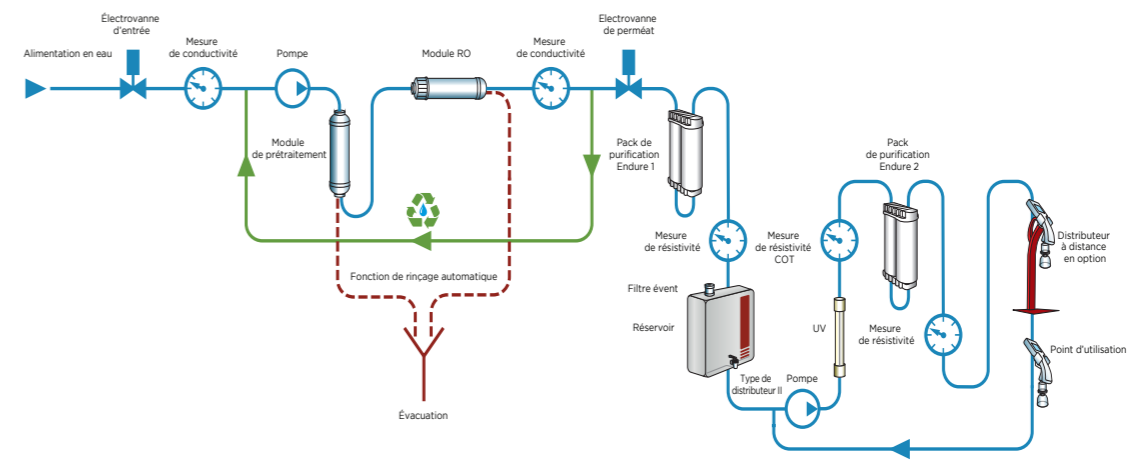 Électrovanne
d'entrée
Electrovanne
de perméat
Alimentation en eau
Mesure
de conductivité
Pompe
Module RO
Mesure
de conductivité
Module
de prétraitement
Pack de
purification
Endure 1
Pack
de purification
Endure 2
Mesure
de résistivité
Mesure
de résistivité
COT
Distributeur
à distance
en option
Fonction de rinçage automatique
Filtre évent
Réservoir
UV
Mesure
de résistivité
Point d'utilisation
Type de
distributeur II
Pompe
Évacuation